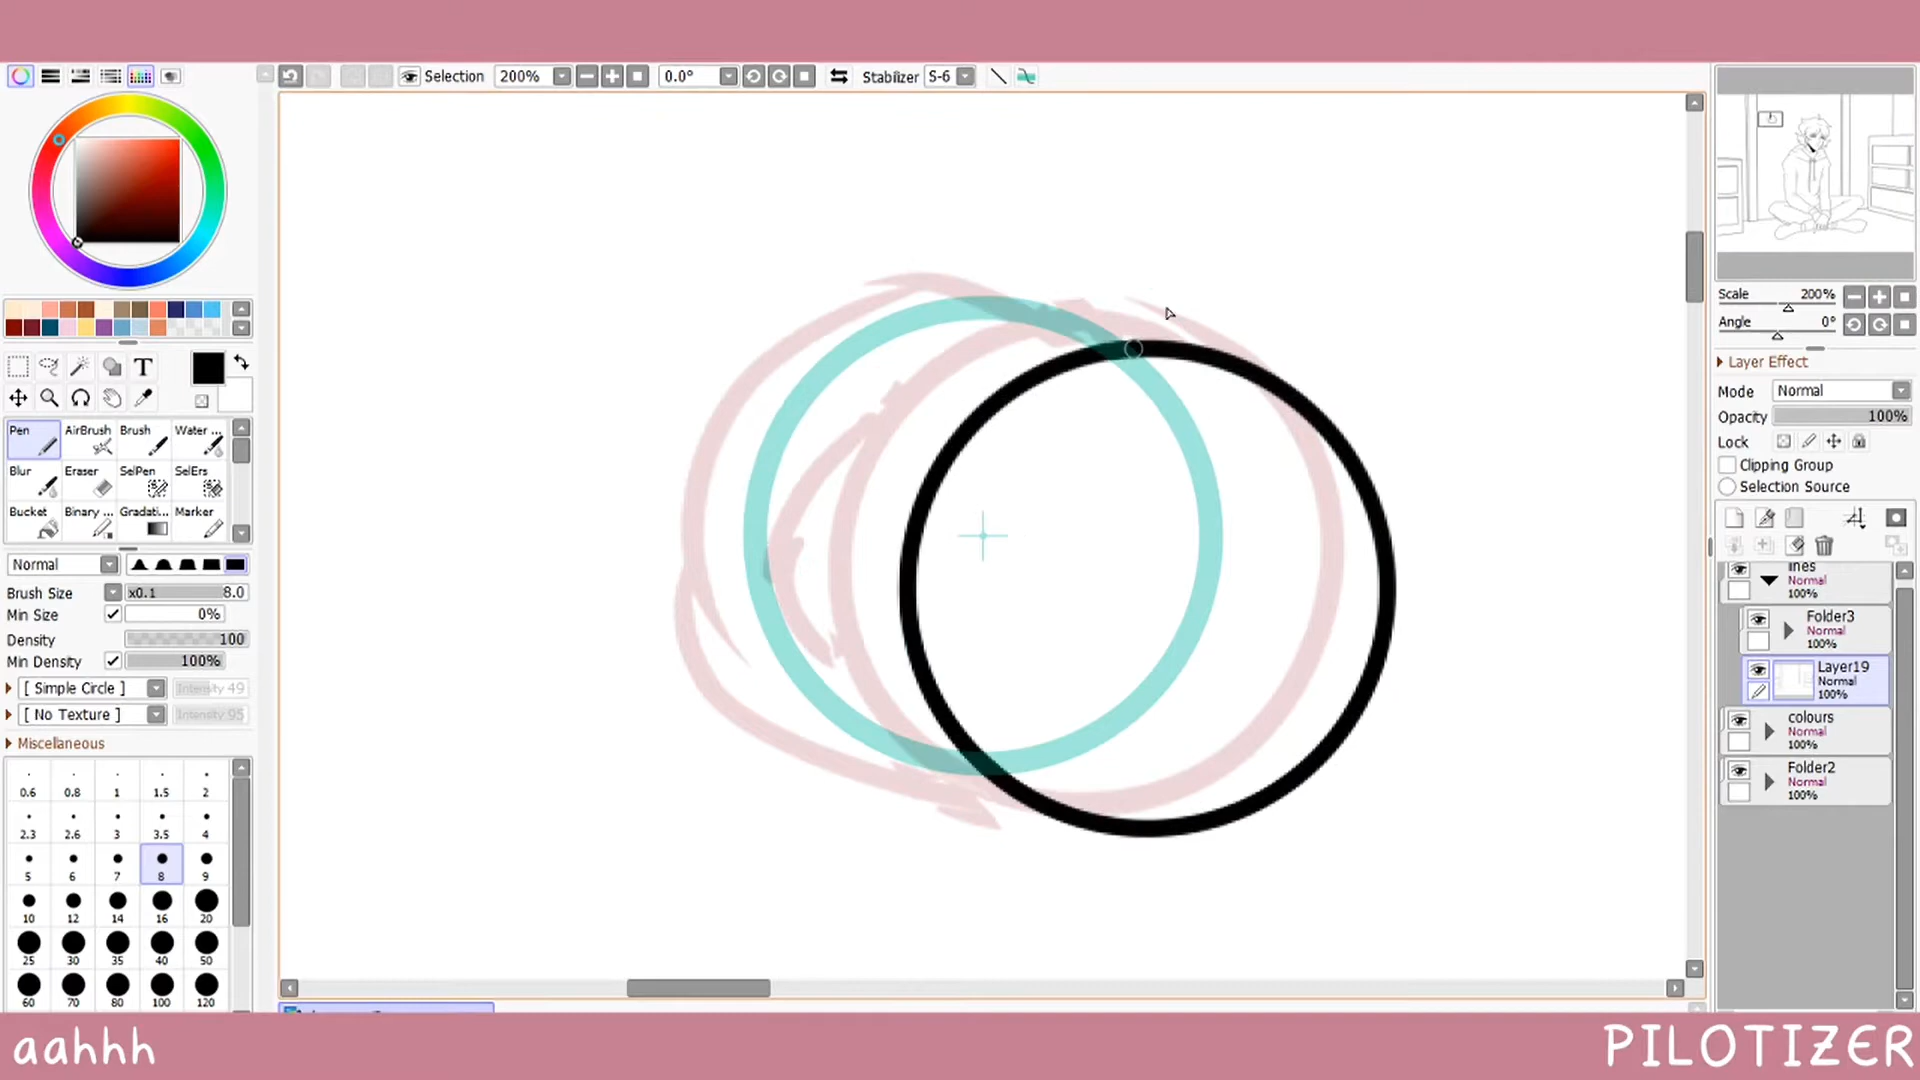 Selection 200% 0.0° Stabilizer S-6
T
Pen AirBrush Brush Water ...
Blur Eraser SelPen SelErs
Bucket Binary ... Gradati... Marker
Normal
Brush Size x0.1 8.0
Min Size 0%
Density 100
Min Density 100%
[ Simple Circle ] Intensity 49
[ No Texture ] Intensity 95
Miscellaneous
0.6 0.8 1 1.5 2
2.3 2.6 3 3.5 4
5 6 7 8 9
10 12 14 16 20
25 30 35 40 50
60 70 80 100 120
Scale 200%
Angle 0°
Layer Effect
Mode Normal
Opacity 100%
Lock
Clipping Group
Selection Source
lines
Normal
100%
Folder3
Normal
100%
Layer19
Normal
100%
colours
Normal
100%
Folder2
Normal
100%
aahhh
PILOTIZER